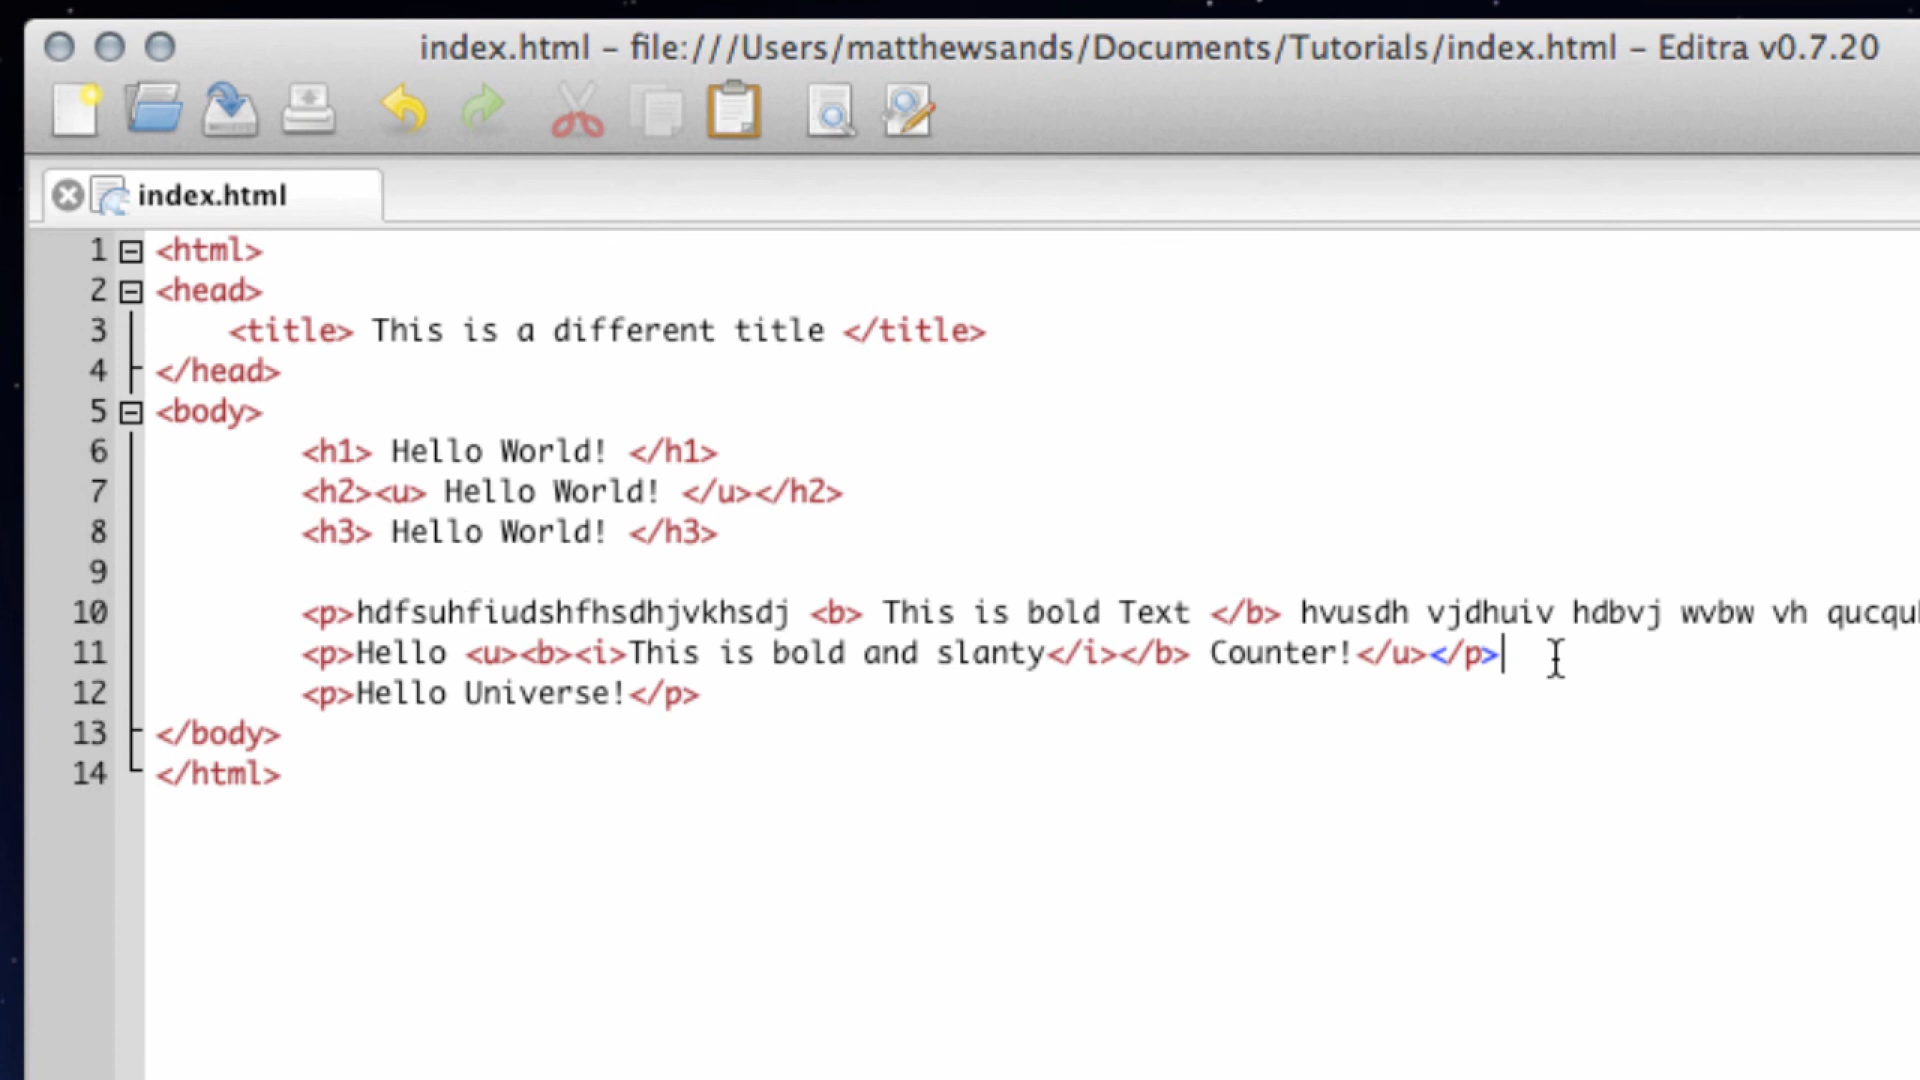 index.html – file:///Users/matthewsands/Documents/Tutorials/index.html – Editra v0.7.20
index.html
1 <html>
2 <head>
3 <title> This is a different title </title>
4 </head>
5 <body>
6 <h1> Hello World! </h1>
7 <h2><u> Hello World! </u></h2>
8 <h3> Hello World! </h3>
9
10 <p>hdfsuhfiudshfhsdhjvkhsdj <b> This is bold Text </b> hvusdh vjdhuiv hdbvj wvbw vh
11 <p>Hello <u><b><i>This is bold and slanty</i></b> Counter!</u></p>
12 <p>Hello Universe!</p>
13 </body>
14 </html>